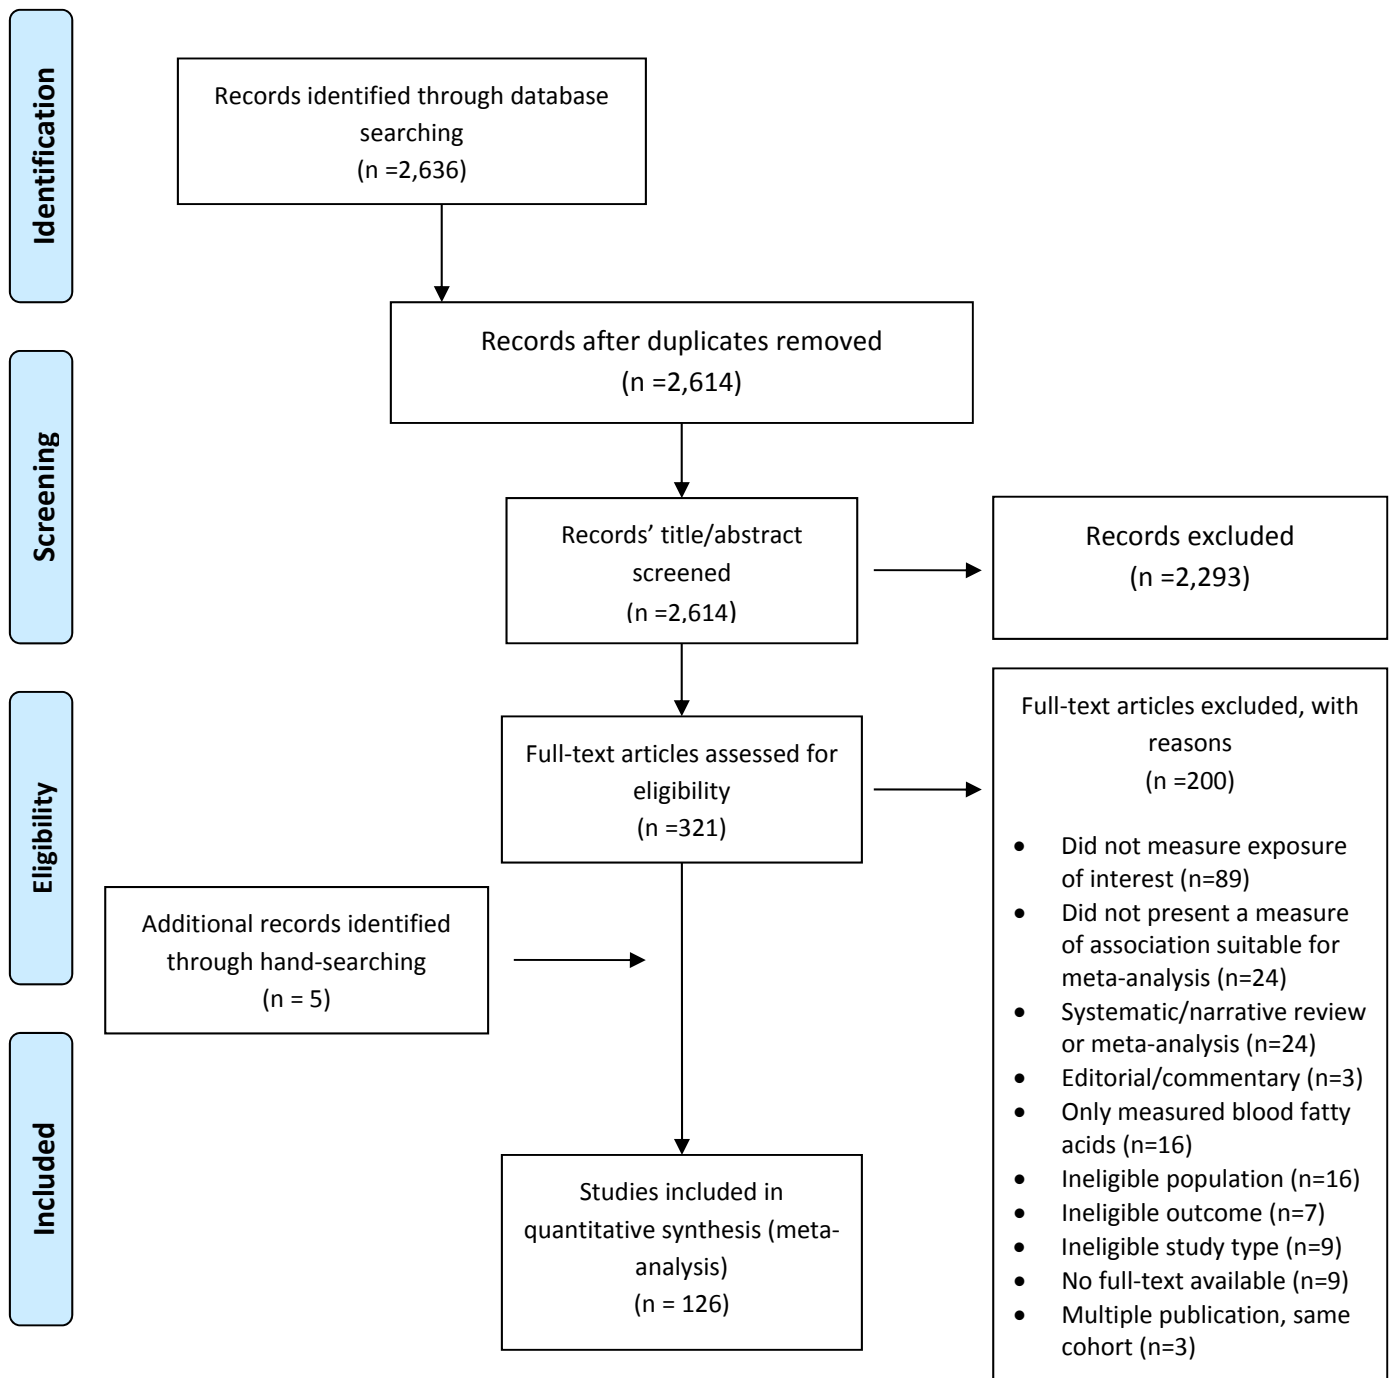 Identification
Records identified through database
searching
(n =2,636)
Records after duplicates removed
(n =2,614)
Screening
Records’ title/abstract
screened
(n =2,614)
Records excluded
(n =2,293)
Eligibility
Full-text articles assessed for
eligibility
(n =321)
Full-text articles excluded, with
reasons
(n =200)
• Did not measure exposure
of interest (n=89)
• Did not present a measure
of association suitable for
meta-analysis (n=24)
• Systematic/narrative review
or meta-analysis (n=24)
• Editorial/commentary (n=3)
• Only measured blood fatty
acids (n=16)
• Ineligible population (n=16)
• Ineligible outcome (n=7)
• Ineligible study type (n=9)
• No full-text available (n=9)
• Multiple publication, same
cohort (n=3)
Additional records identified
through hand-searching
(n = 5)
Included
Studies included in
quantitative synthesis (meta-
analysis)
(n = 126)